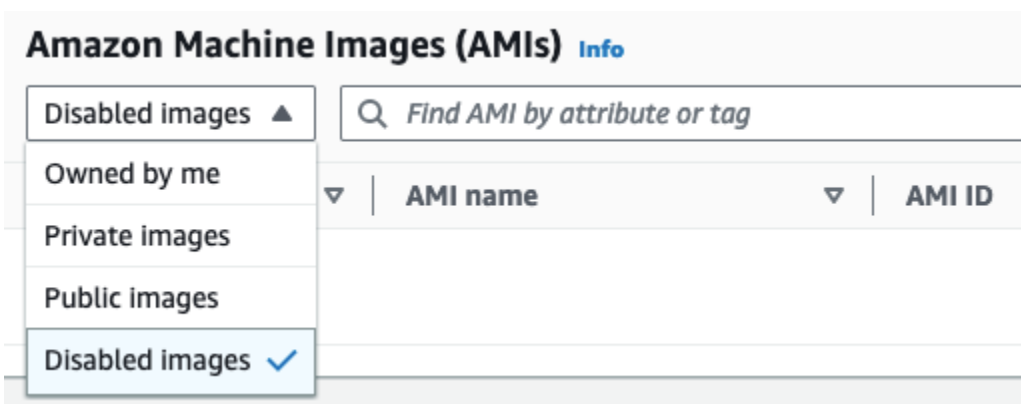 Amazon Machine Images (AMIs) Info
Disabled images
Find AMI by attribute or tag
Owned by me
Private images
Public images
Disabled images
AMI name
AMI ID